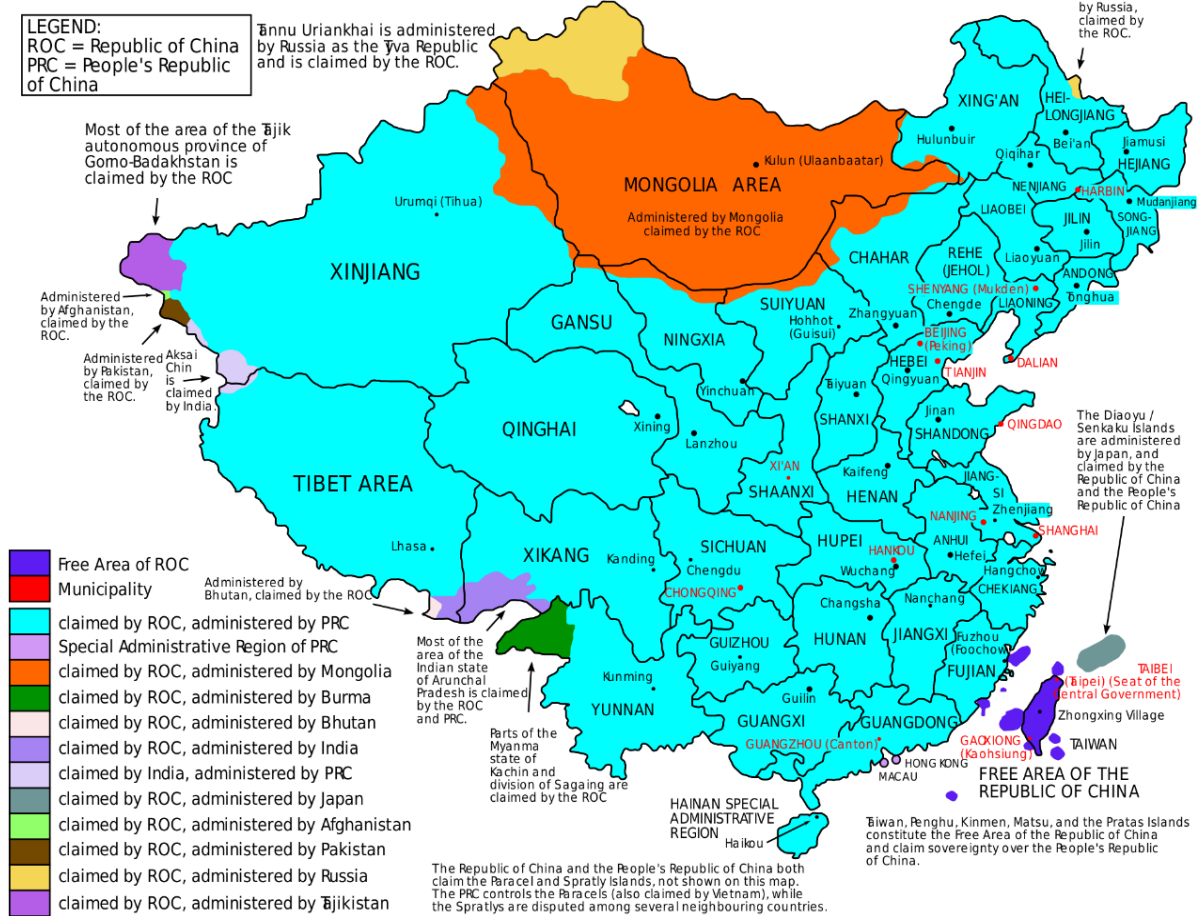 LEGEND:
ROC = Republic of China
PRC = People's Republic
of China
Tannu Uriankhai is administered
by Russia as the Tyva Republic
and is claimed by the ROC.
by Russia,
claimed by
the ROC.
Most of the area of the Tajik
autonomous province of
Gomo-Badakhstan is
claimed by the ROC
XING'AN
Hulunbuir
HEI-
LONGJIANG
Bei'an
Jiamusi
HEJIANG
Qiqihar
NENJIANG
HARBIN
Mudanjiang
SONG-
JIANG
LIAOBEI
JILIN
Jilin
Kulun (Ulaanbaatar)
MONGOLIA AREA
Administered by Mongolia
claimed by the ROC
Urumqi (Tihua)
XINJIANG
CHAHAR
REHE
(JEHOL)
Liaoyuan
ANDONG
Tonghua
SHENYANG (Mukden)
LIAONING
Chengde
Administered
by Afghanistan,
claimed by the
ROC.
Administered
by Pakistan,
claimed by
the ROC.
Aksai
Chin
is
claimed
by India.
GANSU
NINGXIA
SUIYUAN
Hohhot
(Guisui)
Zhangyuan
BEIJING
(Peking)
HEBEI
Qingyuan
TIANJIN
DALIAN
Yinchuan
Taiyuan
SHANXI
Jinan
SHANDONG
QINGDAO
QINGHAI
Xining
Lanzhou
TIBET AREA
Lhasa
XI'AN
SHAANXI
Kaifeng
HENAN
JIANG-
SI
Zhenjiang
NANJING
SHANGHAI
ANHUI
Hefei
The Diaoyu /
Senkaku Islands
are administered
by Japan, and
claimed by the
Republic of China
and the People's
Republic of China
XIKANG
Kanding
SICHUAN
Chengdu
CHONGQING
HUPEI
HANKOU
Wuchang
Hangchow
CHEKIANG
Changsha
HUNAN
Nanchang
JIANGXI
Fuzhou
(Foochow)
FUJIAN
GUIZHOU
Guiyang
Kunming
YUNNAN
Guilin
GUANGXI
GUANGDONG
GUANGZHOU (Canton)
HONG KONG
MACAU
TAIBEI
(Taipei) (Seat of the
Central Government)
Zhongxing Village
GAOXIONG
(Kaohsiung)
TAIWAN
FREE AREA OF THE
REPUBLIC OF CHINA
HAINAN SPECIAL
ADMINISTRATIVE
REGION
Haikou
Taiwan, Penghu, Kinmen, Matsu, and the Pratas Islands
constitute the Free Area of the Republic of China
and claim sovereignty over the People's Republic
of China.
Administered by
Bhutan, claimed by the ROC
Most of the
area of the
Indian state
of Arunchal
Pradesh is claimed
by the ROC
and PRC.
Parts of the
Myanma
state of
Kachin and
division of Sagaing are
claimed by the ROC
The Republic of China and the People's Republic of China both
claim the Paracel and Spratly Islands, not shown on this map.
The PRC controls the Paracels (also claimed by Vietnam), while
the Spratlys are disputed among several neighbouring countries.
Free Area of ROC
Municipality
claimed by ROC, administered by PRC
Special Administrative Region of PRC
claimed by ROC, administered by Mongolia
claimed by ROC, administered by Burma
claimed by ROC, administered by Bhutan
claimed by ROC, administered by India
claimed by India, administered by PRC
claimed by ROC, administered by Japan
claimed by ROC, administered by Afghanistan
claimed by ROC, administered by Pakistan
claimed by ROC, administered by Russia
claimed by ROC, administered by Tajikistan